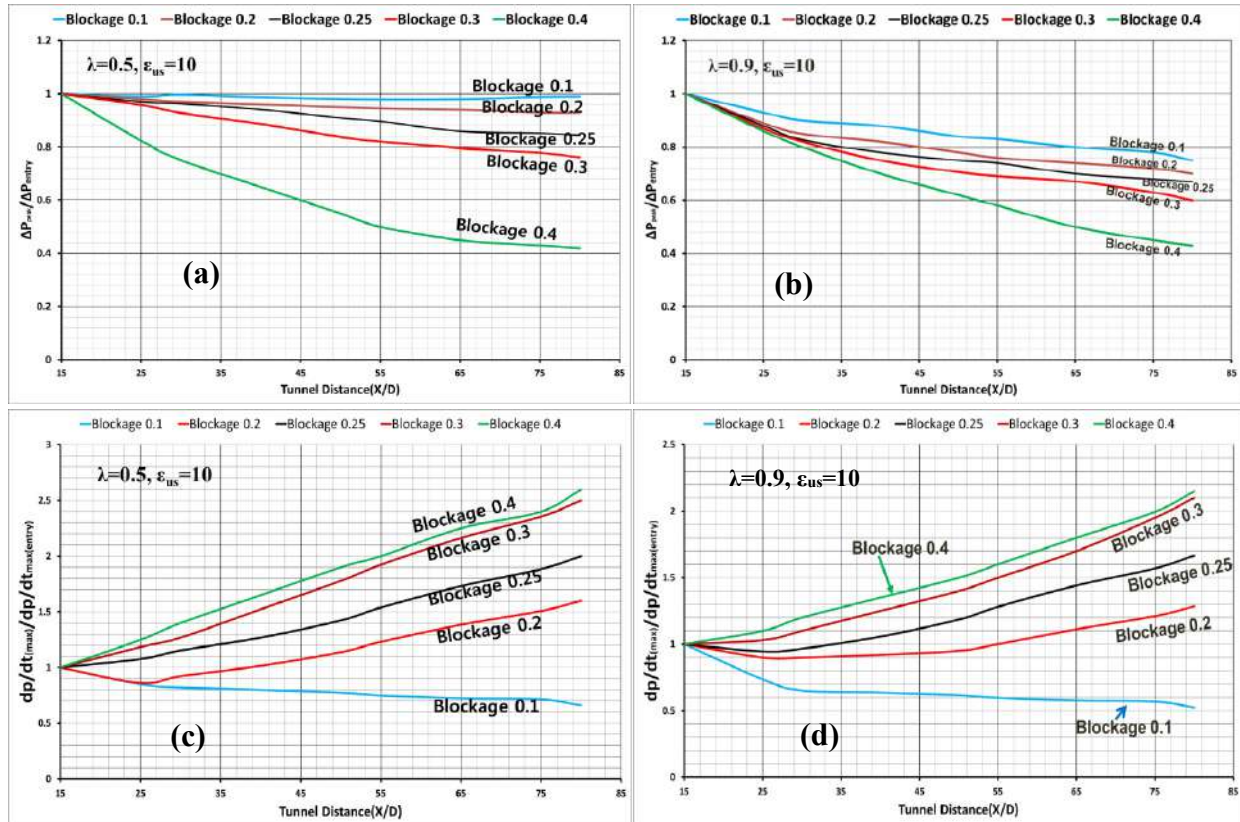 Blockage 0.1 Blockage 0.2 Blockage 0.25 Blockage 0.3 Blockage 0.4
(a)
λ=0.5, εus=10
Blockage 0.1
Blockage 0.2
Blockage 0.25
Blockage 0.3
Blockage 0.4
ΔPpeak/ΔPentry
1.2
1
0.8
0.6
0.4
0.2
0
15 25 35 45 55 65 75 85
Tunnel Distance(X/D)
Blockage 0.1 Blockage 0.2 Blockage 0.25 Blockage 0.3 Blockage 0.4
(b)
λ=0.9, εus=10
Blockage 0.1
Blockage 0.2
Blockage 0.25
Blockage 0.3
Blockage 0.4
ΔPpeak/ΔPentry
1.2
1
0.8
0.6
0.4
0.2
0
15 25 35 45 55 65 75 85
Tunnel Distance(X/D)
Blockage 0.1 Blockage 0.2 Blockage 0.25 Blockage 0.3 Blockage 0.4
λ=0.5, εus=10
Blockage 0.4
Blockage 0.3
Blockage 0.25
Blockage 0.2
Blockage 0.1
(c)
dp/dt(max)/dp/dtmax(entry)
3
2.5
2
1.5
1
0.5
0
15 25 35 45 55 65 75 85
Tunnel Distance(X/D)
Blockage 0.1 Blockage 0.2 Blockage 0.25 Blockage 0.3 Blockage 0.4
λ=0.9, εus=10
Blockage 0.4
Blockage 0.3
Blockage 0.25
Blockage 0.2
Blockage 0.1
(d)
dp/dt(max)/dp/dtmax(entry)
2.5
2
1.5
1
0.5
0
15 25 35 45 55 65 75 85
Tunnel Distance(X/D)